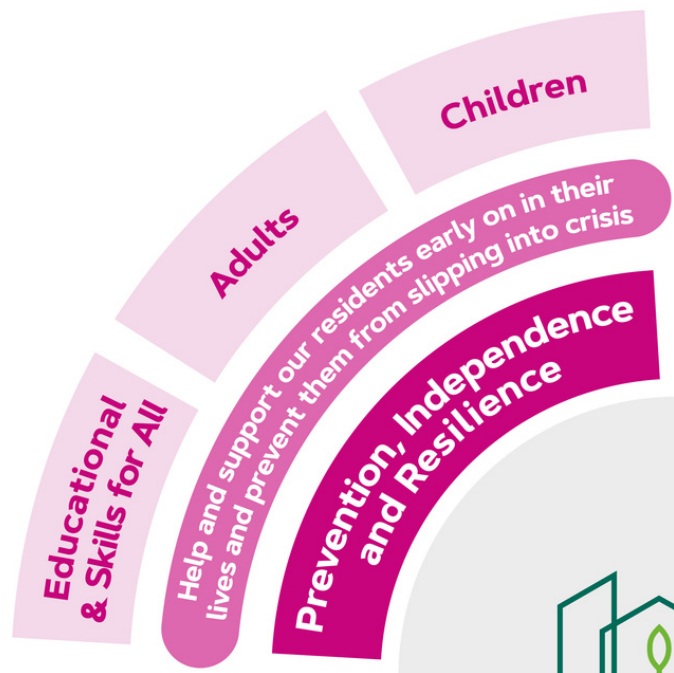 Children
Adults
Educational
& Skills for All
Help and support our residents early on in their
lives and prevent them from slipping into crisis
Prevention, Independence
and Resilience